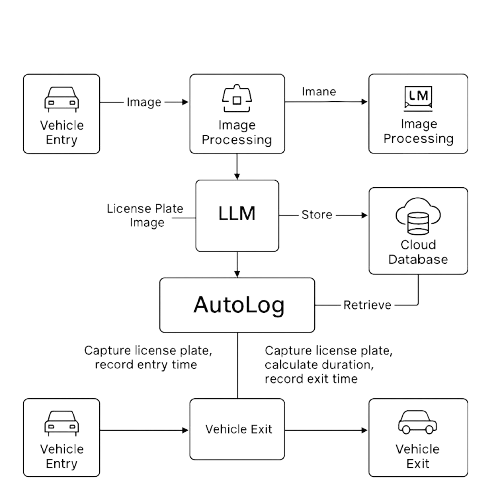 Image
Imane
LM
Vehicle
Entry
Image
Processing
Image
Processing
License Plate
Image
LLM
Store
Cloud
Database
AutoLog
Retrieve
Capture license plate,
record entry time
Capture license plate,
calculate duration,
record exit time
Vehicle
Entry
Vehicle Exit
Vehicle
Exit